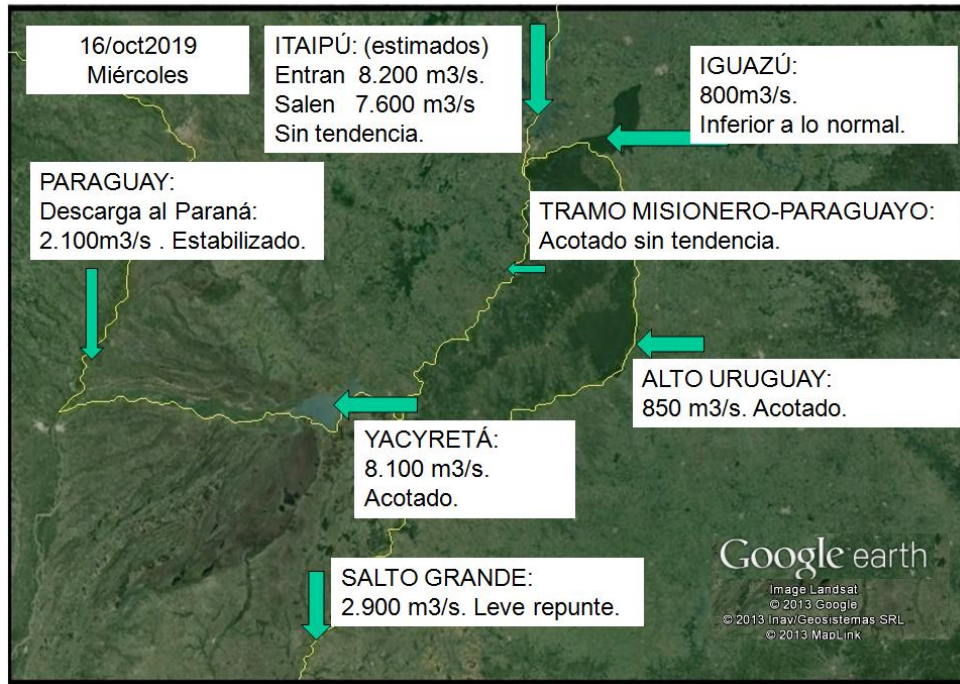 16/oct2019
Miércoles
ITAIPÚ: (estimados)
Entran 8.200 m3/s.
Salen 7.600 m3/s
Sin tendencia.
IGUAZÚ:
800m3/s.
Inferior a lo normal.
PARAGUAY:
Descarga al Paraná:
2.100m3/s . Estabilizado.
TRAMO MISIONERO-PARAGUAYO:
Acotado sin tendencia.
ALTO URUGUAY:
850 m3/s. Acotado.
YACYRETÁ:
8.100 m3/s.
Acotado.
SALTO GRANDE:
2.900 m3/s. Leve repunte.
Google earth
Image Landsat
© 2013 Google
© 2013 Inav/Geosistemas SRL
© 2013 MapLink